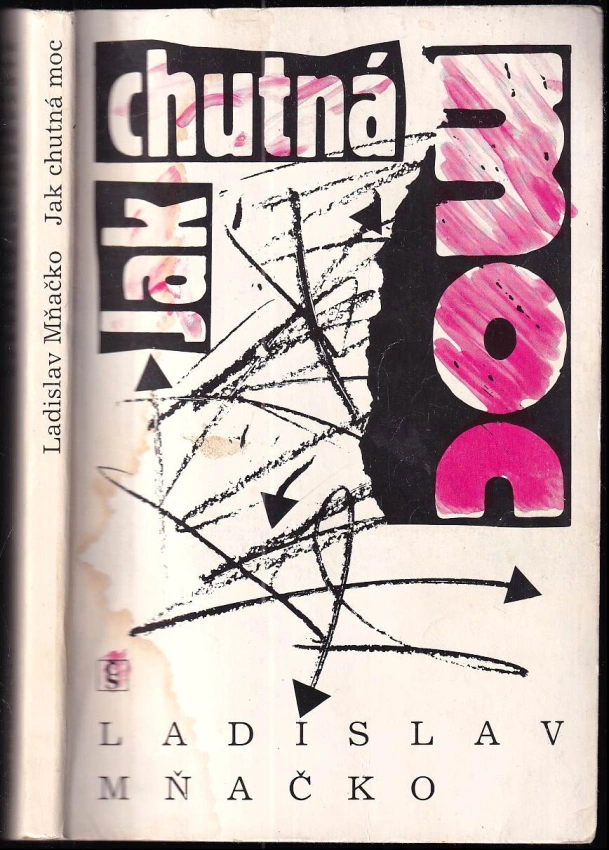 Ladislav Mňačko Jak chutná moc
Jak
chutná
moc
Š
LADISLAV
MŇAČKO